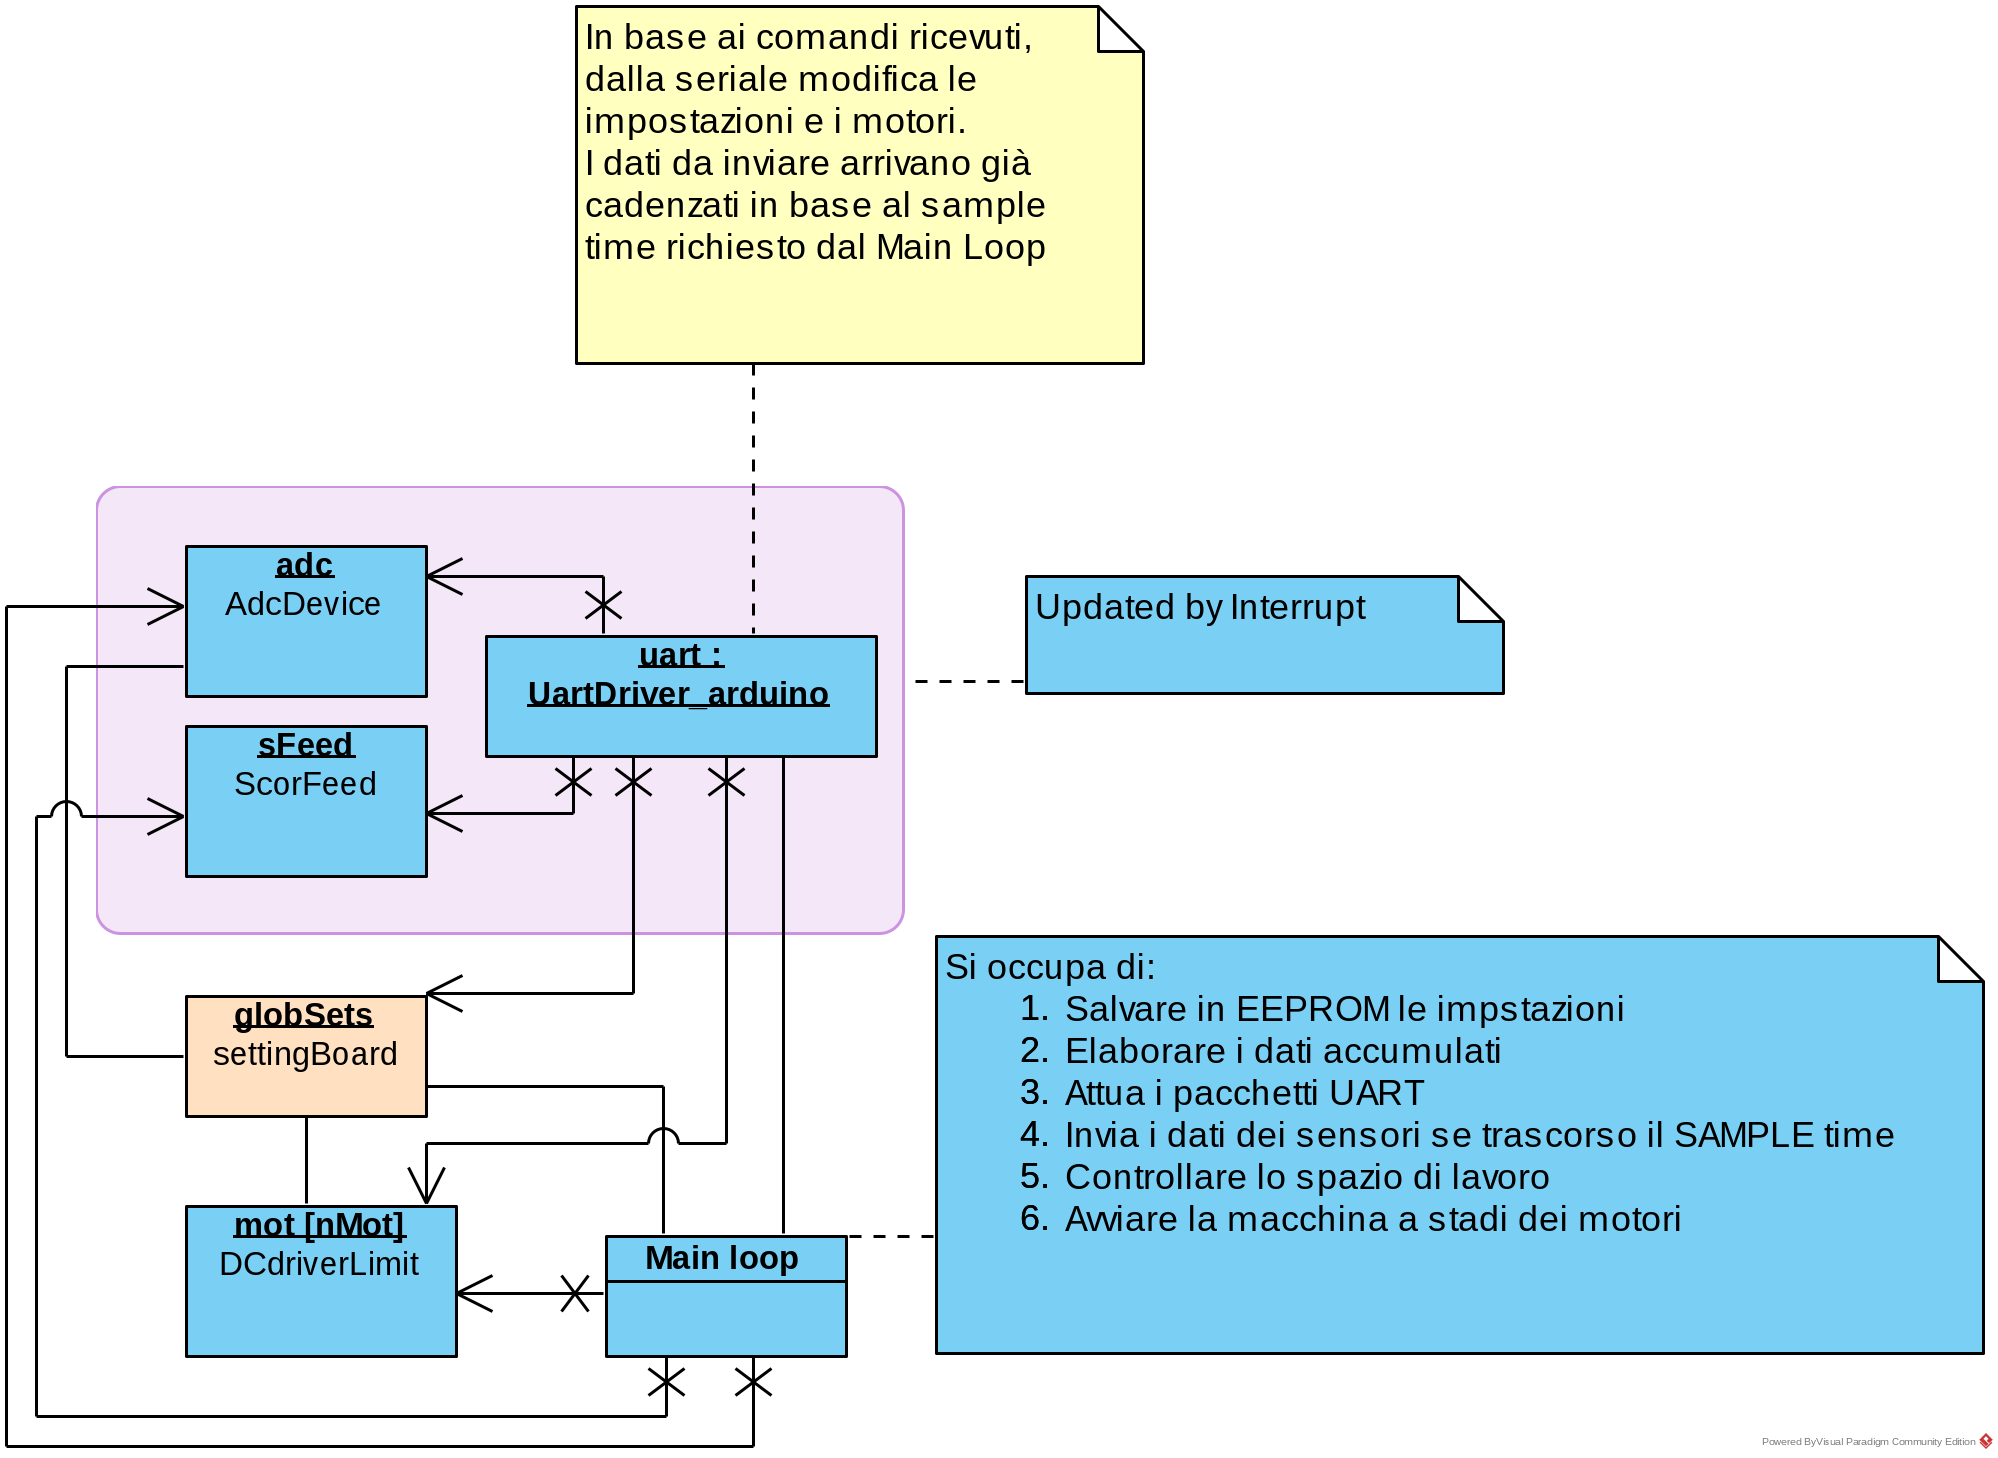 In base ai comandi ricevuti,
dalla seriale modifica le
impostazioni e i motori.
I dati da inviare arrivano già
cadenzati in base al sample
time richiesto dal Main Loop
adc
AdcDevice
uart :
UartDriver_arduino
Updated by Interrupt
sFeed
ScorFeed
globSets
settingBoard
Si occupa di:
1. Salvare in EEPROM le impstazioni
2. Elaborare i dati accumulati
3. Attua i pacchetti UART
4. Invia i dati dei sensori se trascorso il SAMPLE time
5. Controllare lo spazio di lavoro
6. Avviare la macchina a stadi dei motori
mot [nMot]
DCdriverLimit
Main loop
Powered By Visual Paradigm Community Edition